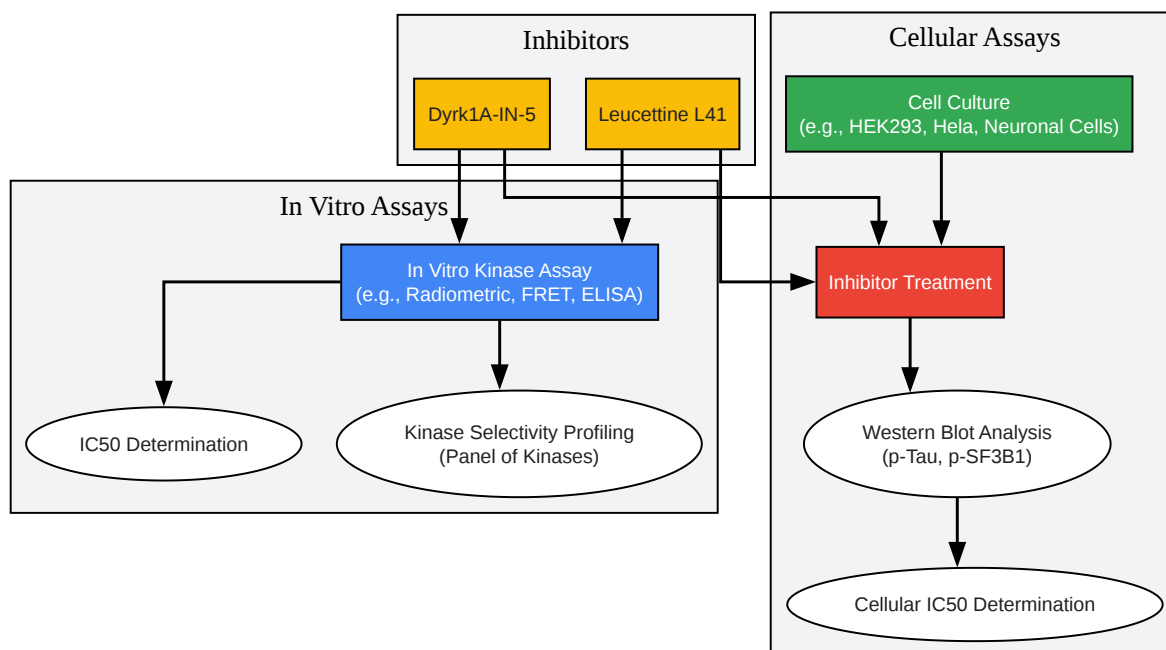 Inhibitors
Dyrk1A-IN-5
Leucettine L41
Cellular Assays
Cell Culture
(e.g., HEK293, Hela, Neuronal Cells)
In Vitro Assays
In Vitro Kinase Assay
(e.g., Radiometric, FRET, ELISA)
Inhibitor Treatment
IC50 Determination
Kinase Selectivity Profiling
(Panel of Kinases)
Western Blot Analysis
(p-Tau, p-SF3B1)
Cellular IC50 Determination